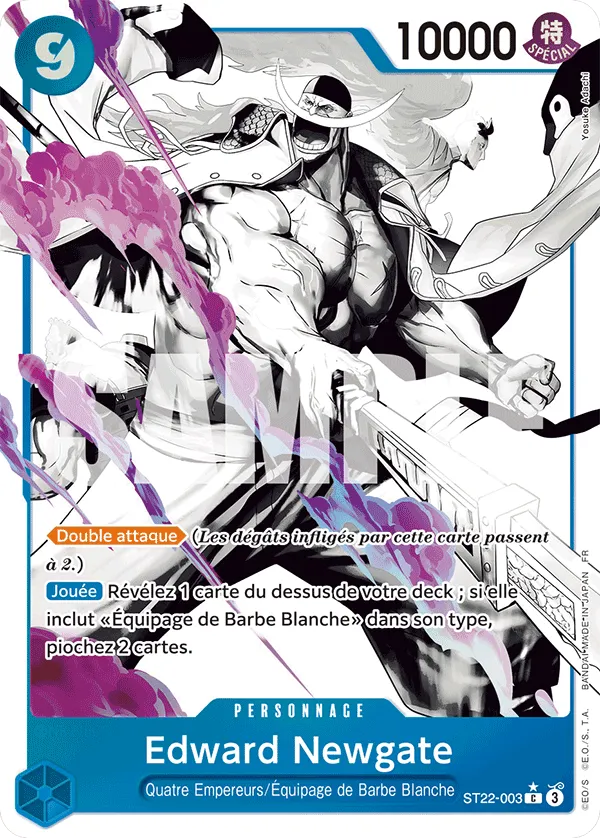 9
10000
特
SPÉCIAL
Yosuke Adachi
SAMPLE
Double attaque (Les dégâts infligés par cette carte passent
à 2.)
Jouée Révélez 1 carte du dessus de votre deck ; si elle
inclut «Équipage de Barbe Blanche» dans son type,
piochez 2 cartes.
PERSONNAGE
Edward Newgate
Quatre Empereurs/Équipage de Barbe Blanche
ST22-003 C 3
©E.O/S ©E.O./S., T.A. BANDAI MADE IN JAPAN FR